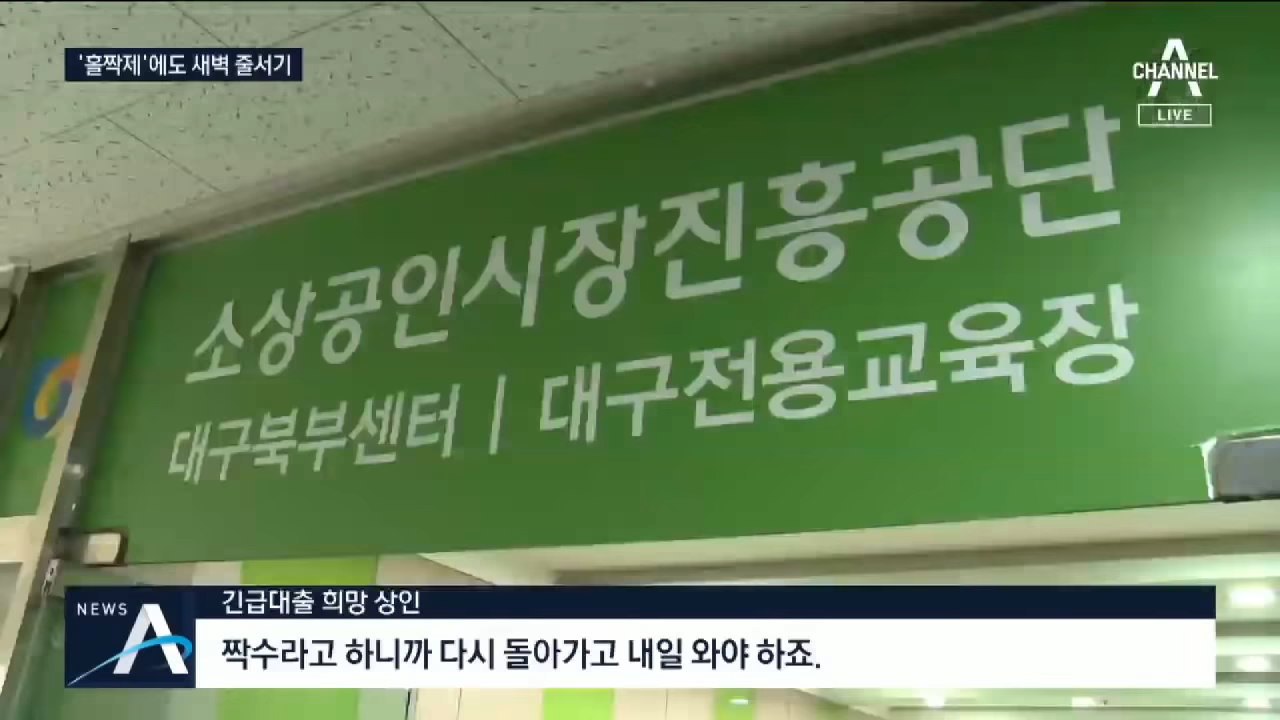 '홀짝제'에도 새벽 줄서기
CHANNEL A
LIVE
소상공인시장진흥공단
대구북부센터 | 대구전용교육장
NEWS A
긴급대출 희망 상인
짝수라고 하니까 다시 돌아가고 내일 와야 하죠.